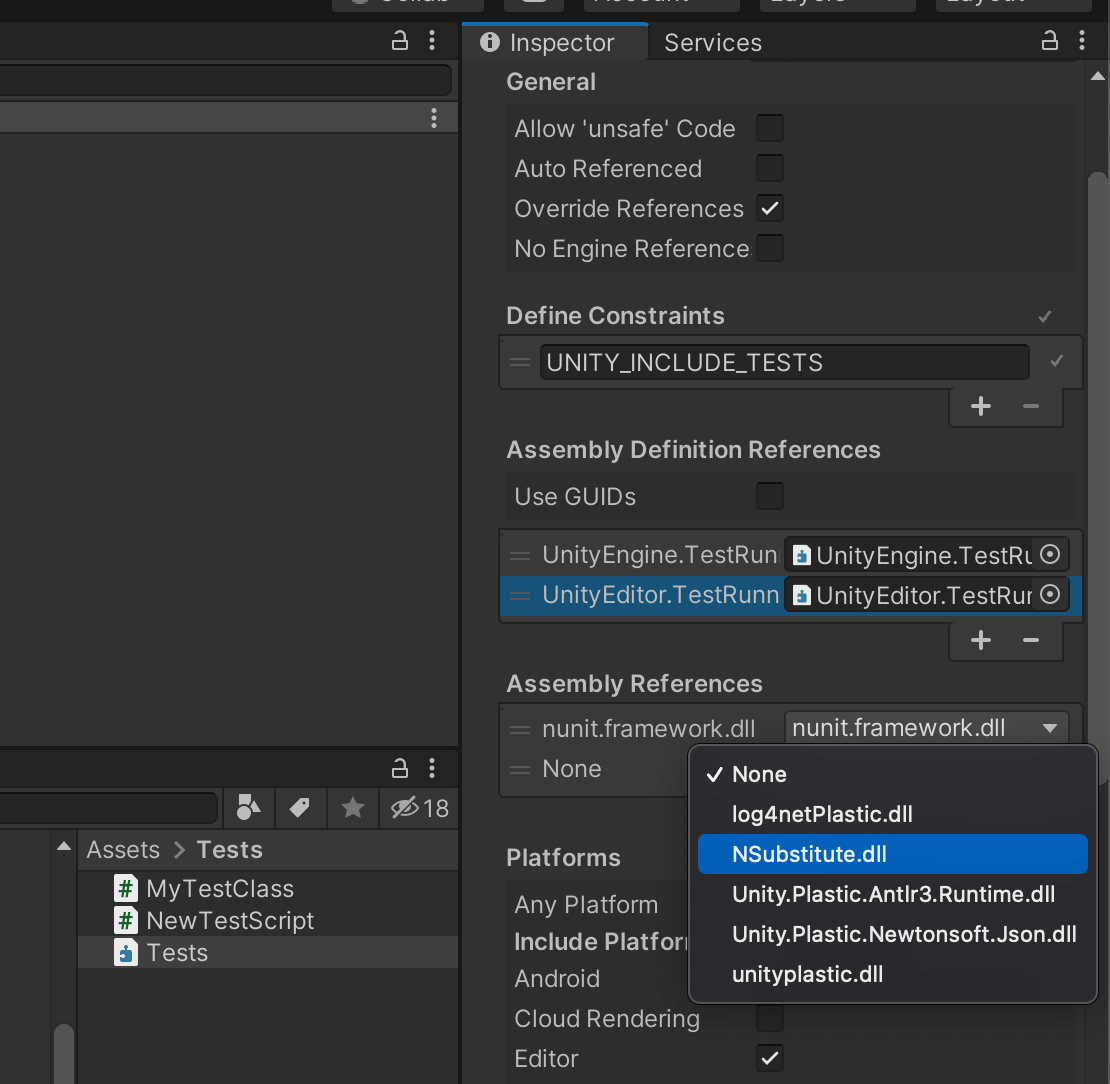 Inspector
Services
General
Allow 'unsafe' Code
Auto Referenced
Override References
No Engine Reference
Define Constraints
UNITY_INCLUDE_TESTS
Assembly Definition References
Use GUIDs
UnityEngine.TestRun UnityEngine.TestRu
UnityEditor.TestRunn UnityEditor.TestRur
Assembly References
nunit.framework.dll nunit.framework.dll
None
None
log4netPlastic.dll
NSubstitute.dll
Unity.Plastic.Antlr3.Runtime.dll
Unity.Plastic.Newtonsoft.Json.dll
unityplastic.dll
Platforms
Any Platform
Include Platfor
Android
Cloud Rendering
Editor
18
Assets > Tests
# MyTestClass
# NewTestScript
Tests